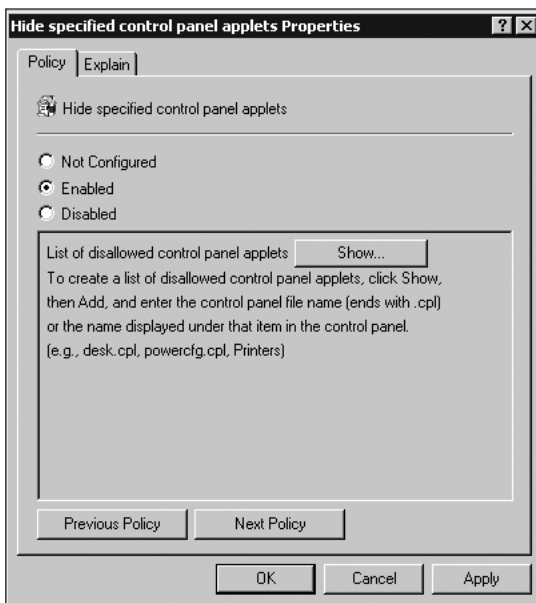 Hide specified control panel applets Properties
Policy
Explain
Hide specified control panel applets
Not Configured
Enabled
Disabled
List of disallowed control panel applets
Show...
To create a list of disallowed control panel applets, click Show,
then Add, and enter the control panel file name (ends with .cpl)
or the name displayed under that item in the control panel.
(e.g., desk.cpl, powercfg.cpl, Printers)
Previous Policy
Next Policy
OK
Cancel
Apply